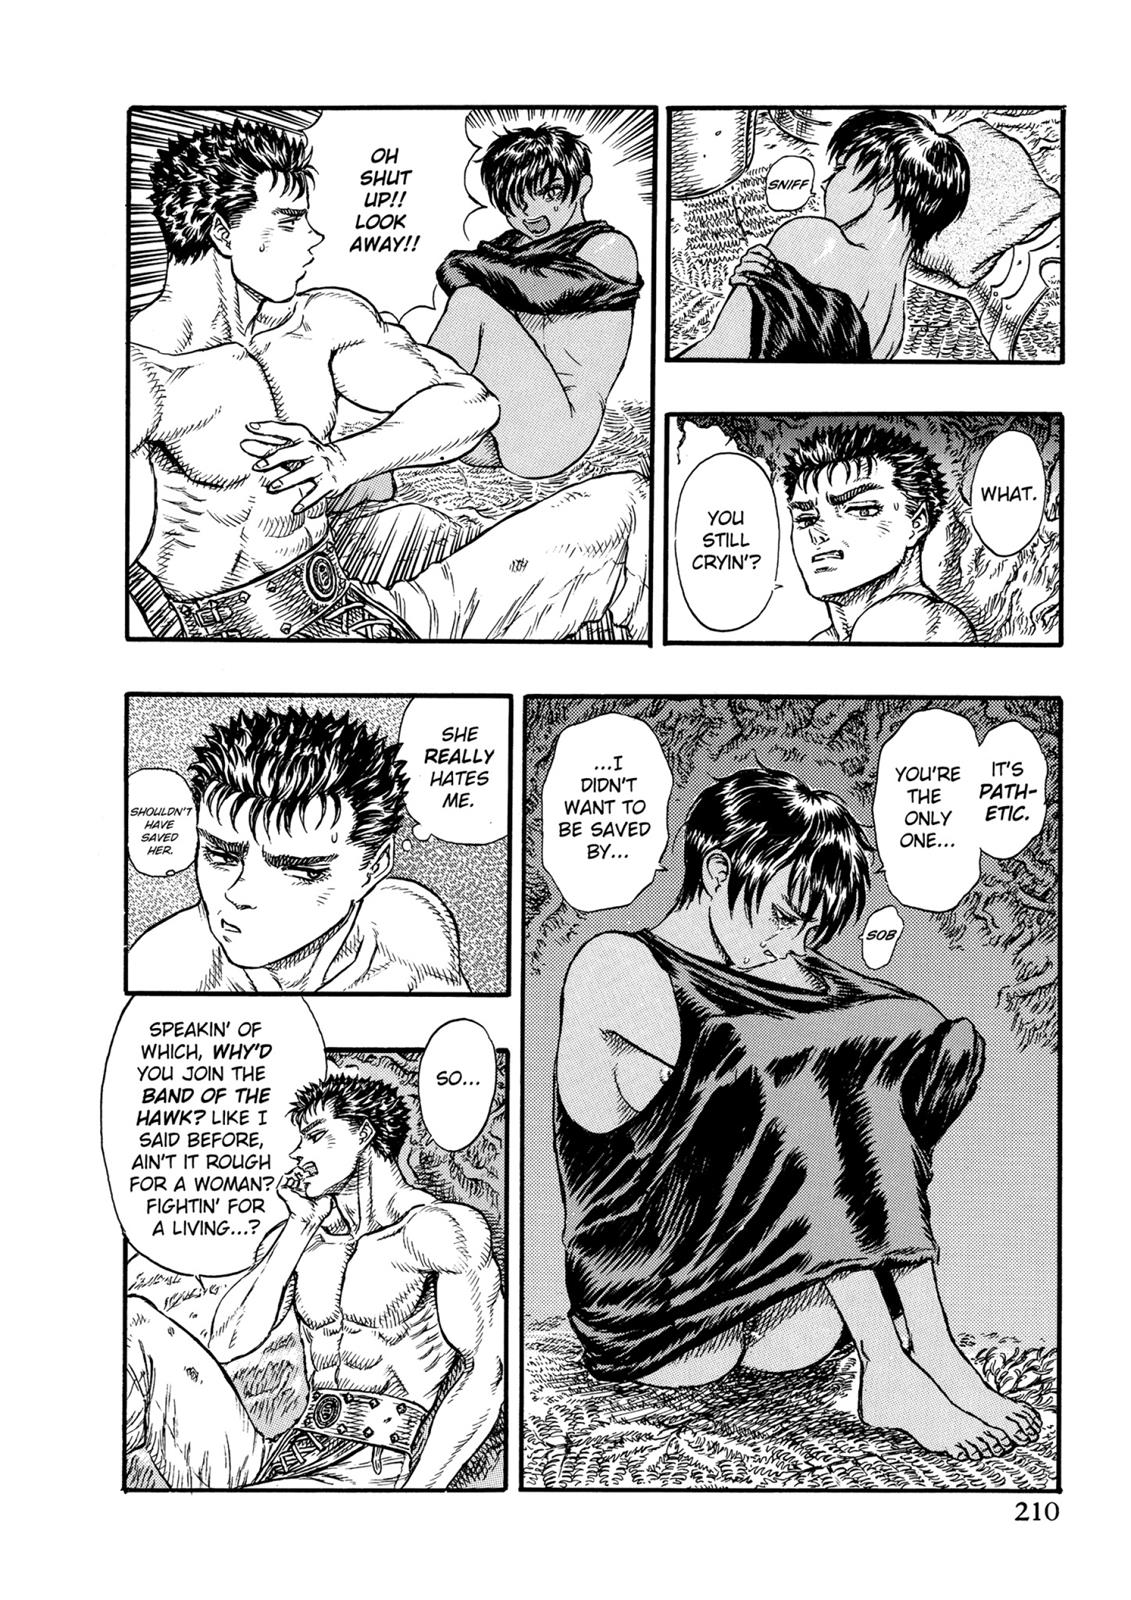 SNIFF
WHAT.
YOU
STILL
CRYIN'?
OH
SHUT
UP!!
LOOK
AWAY!!
IT'S
PATH-
ETIC.
YOU'RE
THE
ONLY
ONE...
SOB
...I
DIDN'T
WANT TO
BE SAVED
BY...
SHE
REALLY
HATES
ME.
SHOULDN'T
HAVE
SAVED
HER.
SO...
SPEAKIN' OF
WHICH, WHY'D
YOU JOIN THE
BAND OF THE
HAWK? LIKE I
SAID BEFORE,
AIN'T IT ROUGH
FOR A WOMAN?
FIGHTIN' FOR
A LIVING...?
210